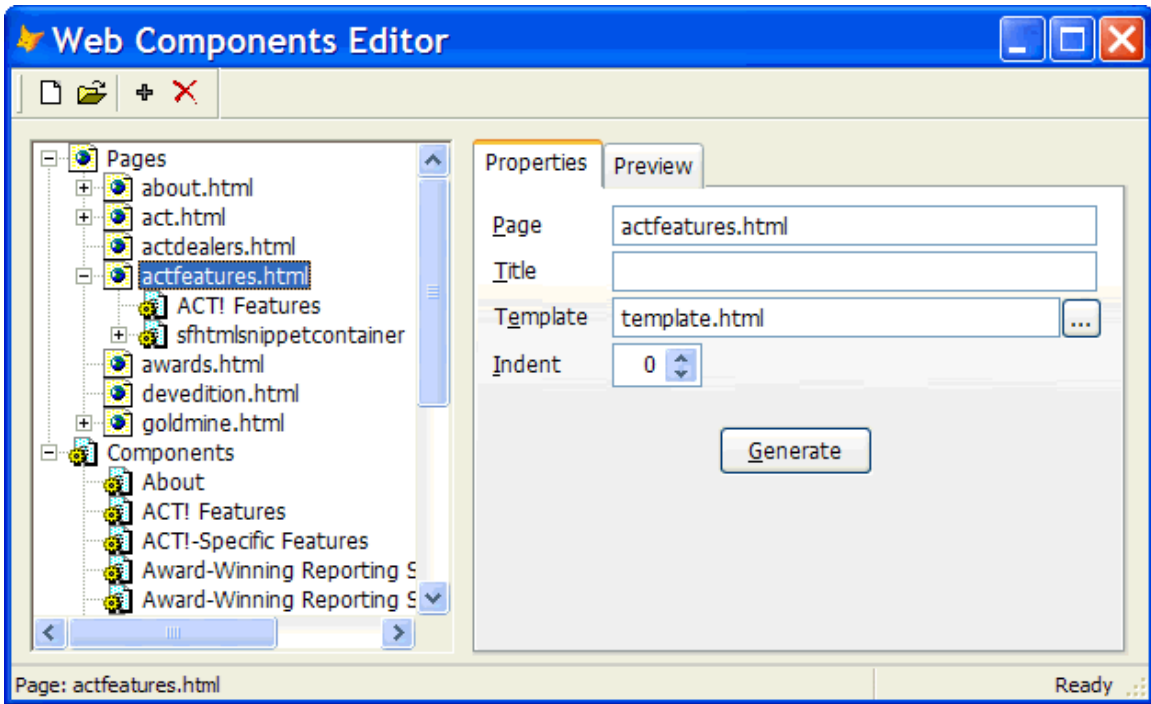 Web Components Editor
Pages
about.html
act.html
actdealers.html
actfeatures.html
ACT! Features
sfhtmlsnippetcontainer
awards.html
devedition.html
goldmine.html
Components
About
ACT! Features
ACT!-Specific Features
Award-Winning Reporting S
Award-Winning Reporting S
Properties Preview
Page actfeatures.html
Title
Template template.html ...
Indent 0
Generate
Page: actfeatures.html Ready